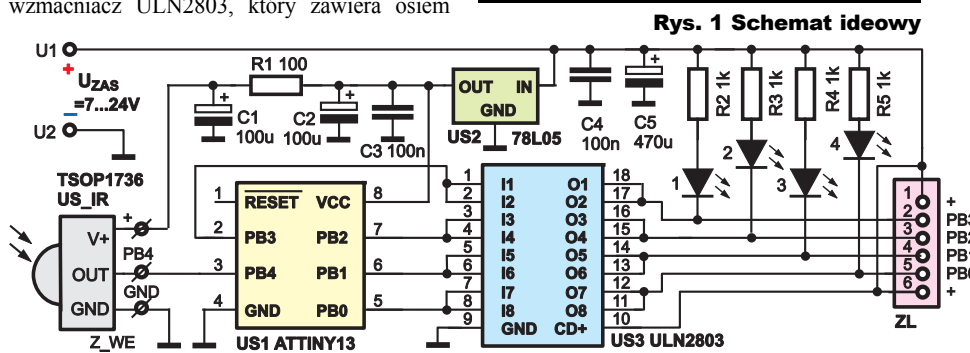 wzmacniacz ULN2803, który zawiera osiem
Rys. 1 Schemat ideowy
U1
+
UZAS
=7...24V
−
U2
R1 100
+
C1
100u
+
C2
100u
C3 100n
OUT IN
GND
US2 78L05
C4
100n
+
C5
470u
R2 1k
R3 1k
R4 1k
R5 1k
1
2
3
4
TSOP1736
US_IR
V+
OUT
GND
+
PB4
GND
Z_WE
1 RESET VCC 8
2 PB3 PB2 7
3 PB4 PB1 6
4 GND PB0 5
US1 ATTINY13
1 I1 O1 18
2 I2 O2 17
3 I3 O3 16
4 I4 O4 15
5 I5 O5 14
6 I6 O6 13
7 I7 O7 12
8 I8 O8 11
9 GND CD+ 10
US3 ULN2803
1 +
2 PB3
3 PB2
4 PB1
5 PB0
6 +
ZL